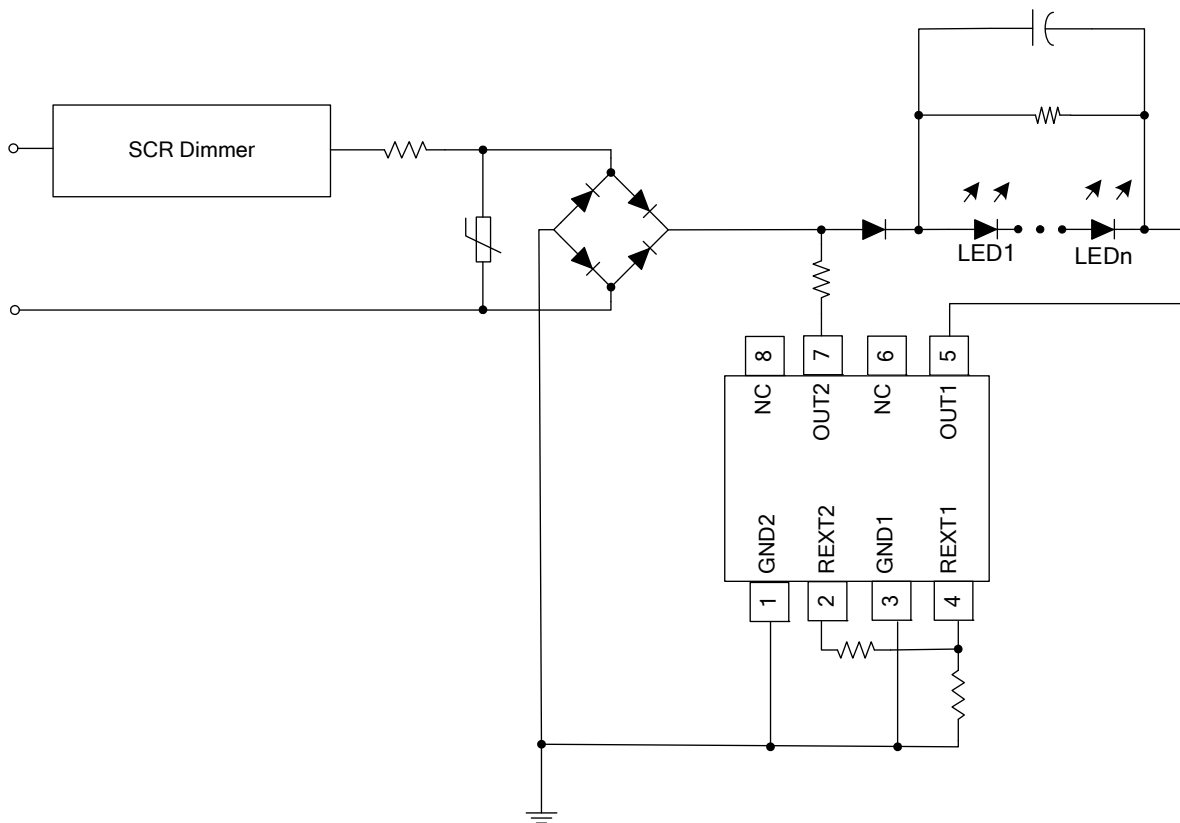 SCR Dimmer
LED1
LEDn
8
7
6
5
NC
OUT2
NC
OUT1
GND2
REXT2
GND1
REXT1
1
2
3
4